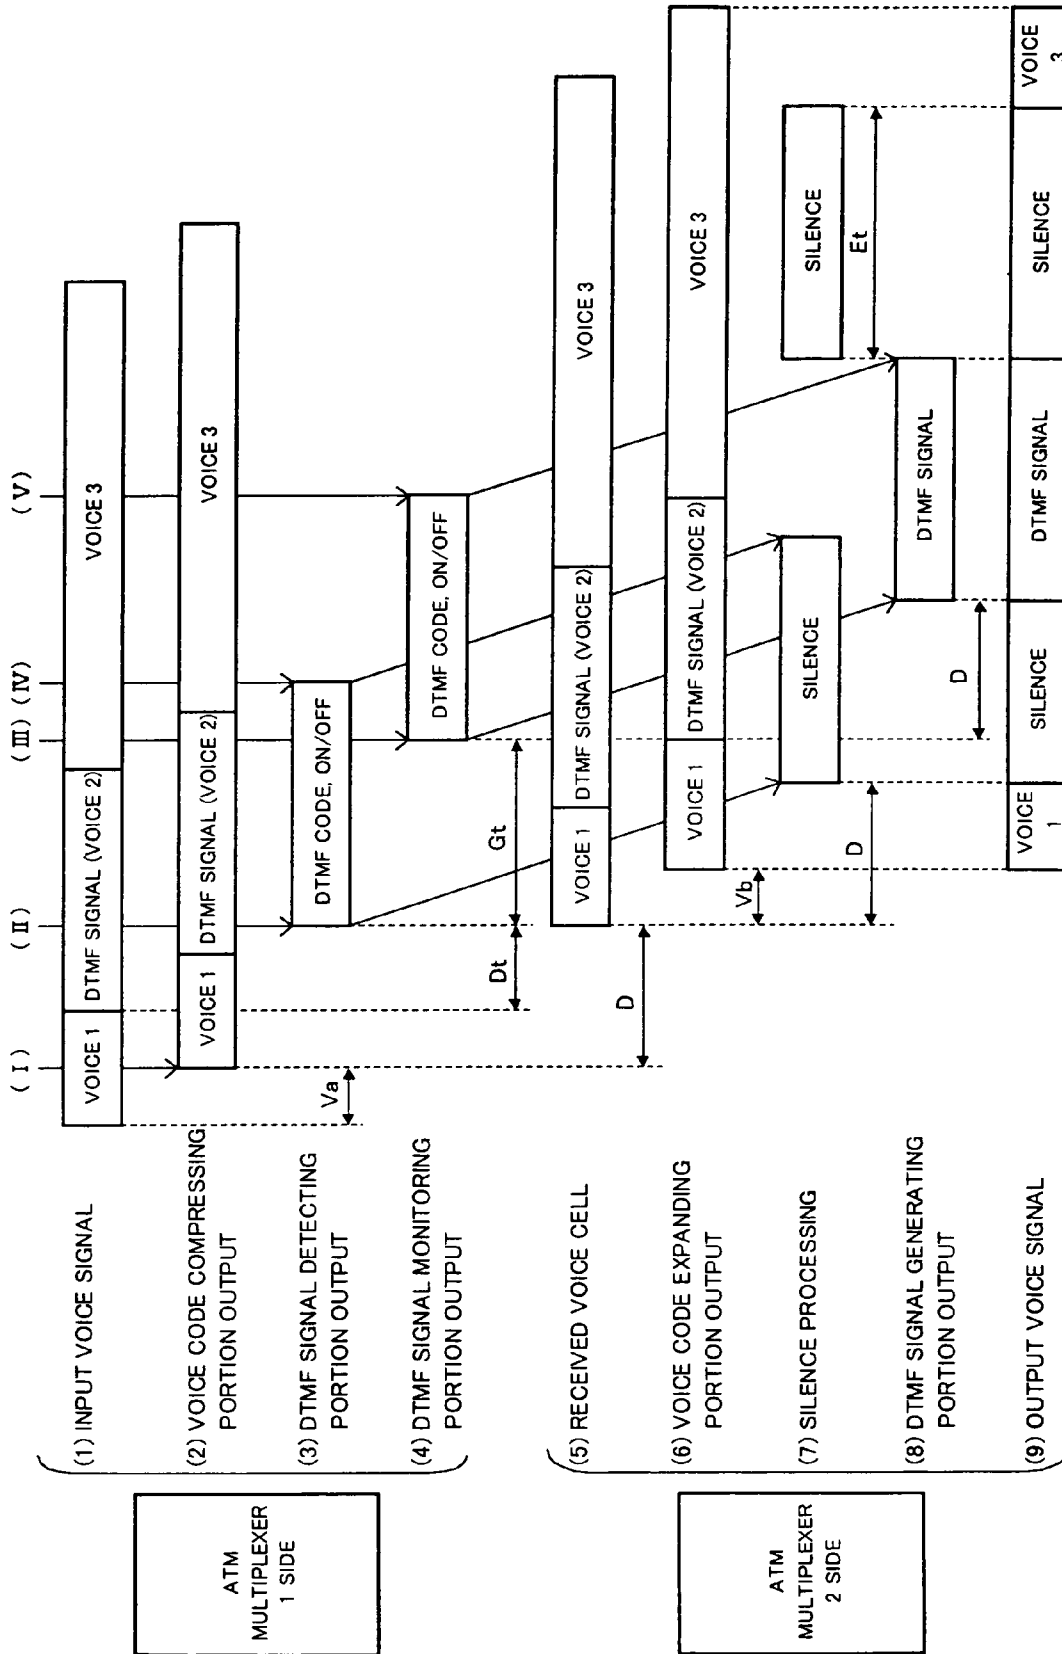 (I)
(II)
(III)
(IV)
(V)
ATM
MULTIPLEXER
1 SIDE
(1) INPUT VOICE SIGNAL
VOICE 1
DTMF SIGNAL (VOICE 2)
VOICE 3
(2) VOICE CODE COMPRESSING
PORTION OUTPUT
VOICE 1
DTMF SIGNAL (VOICE 2)
VOICE 3
Va
(3) DTMF SIGNAL DETECTING
PORTION OUTPUT
DTMF CODE, ON/OFF
(4) DTMF SIGNAL MONITORING
PORTION OUTPUT
DTMF CODE, ON/OFF
Dt
Gt
ATM
MULTIPLEXER
2 SIDE
(5) RECEIVED VOICE CELL
VOICE 1
DTMF SIGNAL (VOICE 2)
VOICE 3
D
(6) VOICE CODE EXPANDING
PORTION OUTPUT
VOICE 1
DTMF SIGNAL (VOICE 2)
VOICE 3
Vb
(7) SILENCE PROCESSING
SILENCE
SILENCE
D
Et
(8) DTMF SIGNAL GENERATING
PORTION OUTPUT
DTMF SIGNAL
D
(9) OUTPUT VOICE SIGNAL
VOICE
1
SILENCE
DTMF SIGNAL
SILENCE
VOICE
3